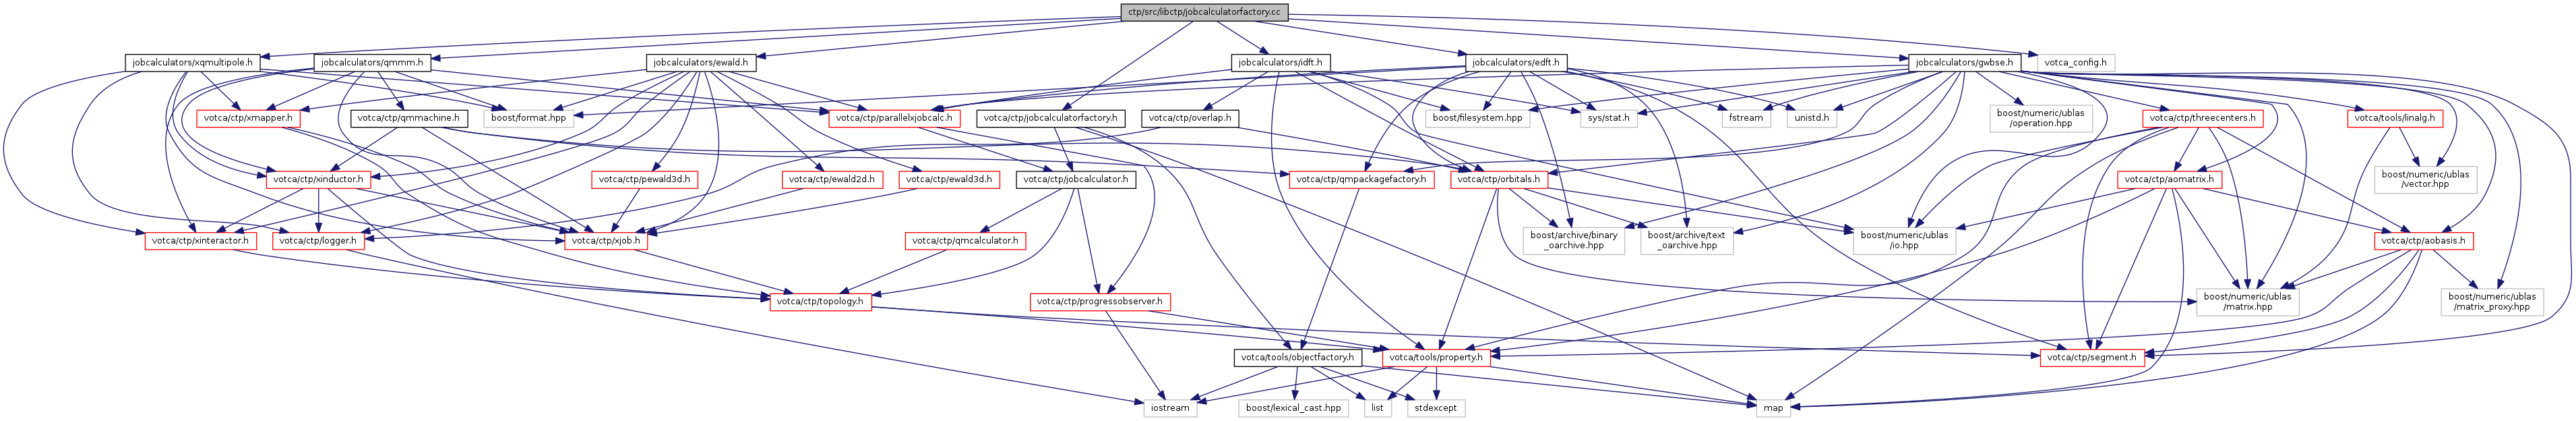 ctp/src/libctp/jobcalculatorfactory.cc
jobcalculators/xqmultipole.h
jobcalculators/qmmm.h
jobcalculators/ewald.h
jobcalculators/idft.h
jobcalculators/edft.h
jobcalculators/gwbse.h
votca_config.h
votca/ctp/xmapper.h
votca/ctp/qmmachine.h
boost/format.hpp
votca/ctp/parallelxjobcalc.h
votca/ctp/jobcalculatorfactory.h
votca/ctp/overlap.h
boost/filesystem.hpp
sys/stat.h
fstream
unistd.h
boost/numeric/ublas
/operation.hpp
votca/ctp/threecenters.h
votca/tools/linalg.h
votca/ctp/xinductor.h
votca/ctp/pewald3d.h
votca/ctp/ewald2d.h
votca/ctp/ewald3d.h
votca/ctp/jobcalculator.h
votca/ctp/qmpackagefactory.h
votca/ctp/orbitals.h
votca/ctp/aomatrix.h
boost/numeric/ublas
/vector.hpp
votca/ctp/xinteractor.h
votca/ctp/logger.h
votca/ctp/xjob.h
votca/ctp/qmcalculator.h
boost/archive/binary
_oarchive.hpp
boost/archive/text
_oarchive.hpp
boost/numeric/ublas
/io.hpp
votca/ctp/aobasis.h
votca/ctp/topology.h
votca/ctp/progressobserver.h
boost/numeric/ublas
/matrix.hpp
boost/numeric/ublas
/matrix_proxy.hpp
votca/tools/objectfactory.h
votca/tools/property.h
votca/ctp/segment.h
iostream
boost/lexical_cast.hpp
list
stdexcept
map